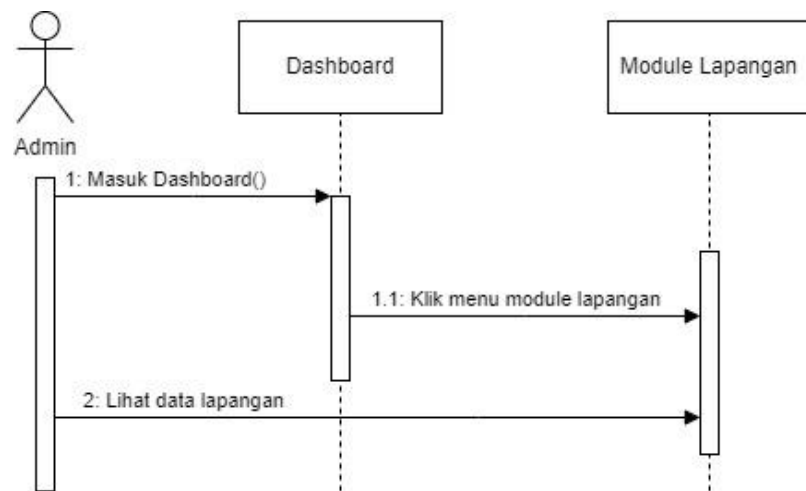 Dashboard
Module Lapangan
Admin
1: Masuk Dashboard()
1.1: Klik menu module lapangan
2: Lihat data lapangan